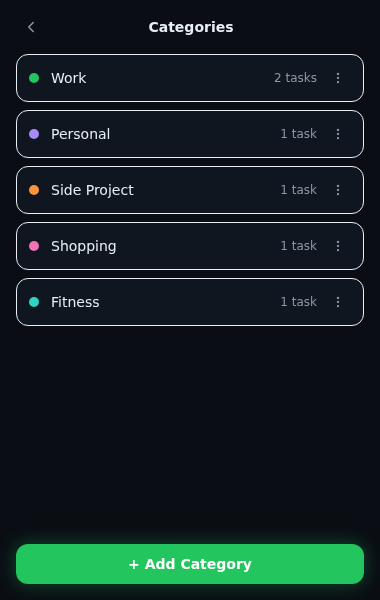 Categories
Work 2 tasks
Personal 1 task
Side Project 1 task
Shopping 1 task
Fitness 1 task
+ Add Category